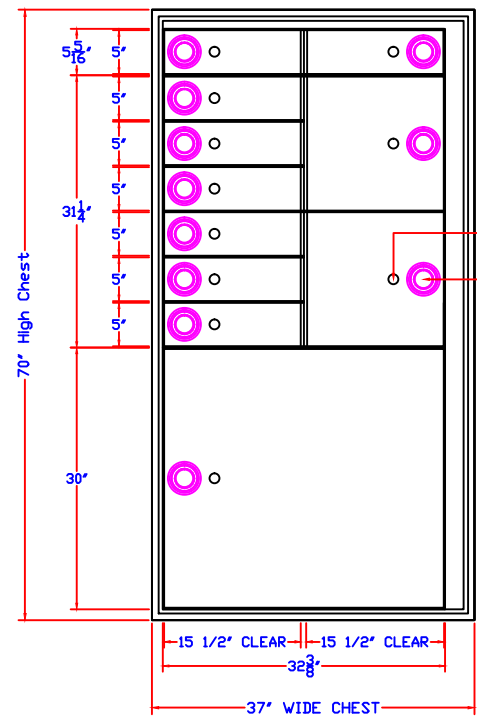 5 5/16" 5"
5"
5"
5"
31 1/4"
5"
5"
5"
70" High Chest
30"
15 1/2" CLEAR 15 1/2" CLEAR
32 3/8"
37" WIDE CHEST